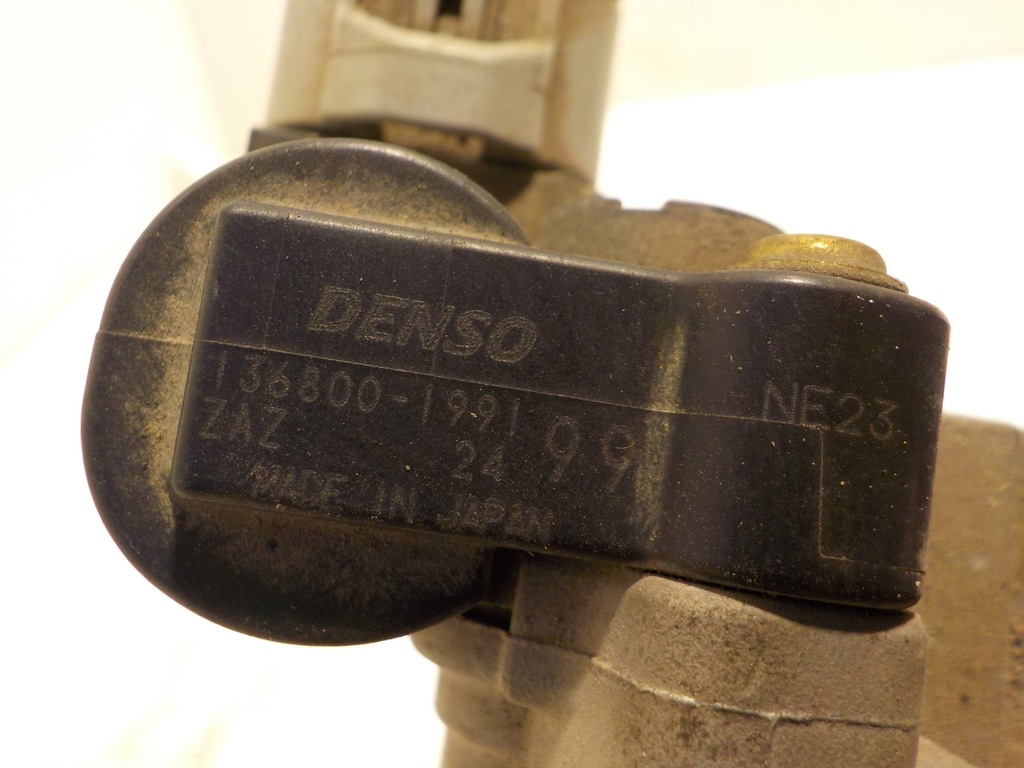 DENSO
136800-1991 99
ZAZ 24
MADE IN JAPAN
NE23